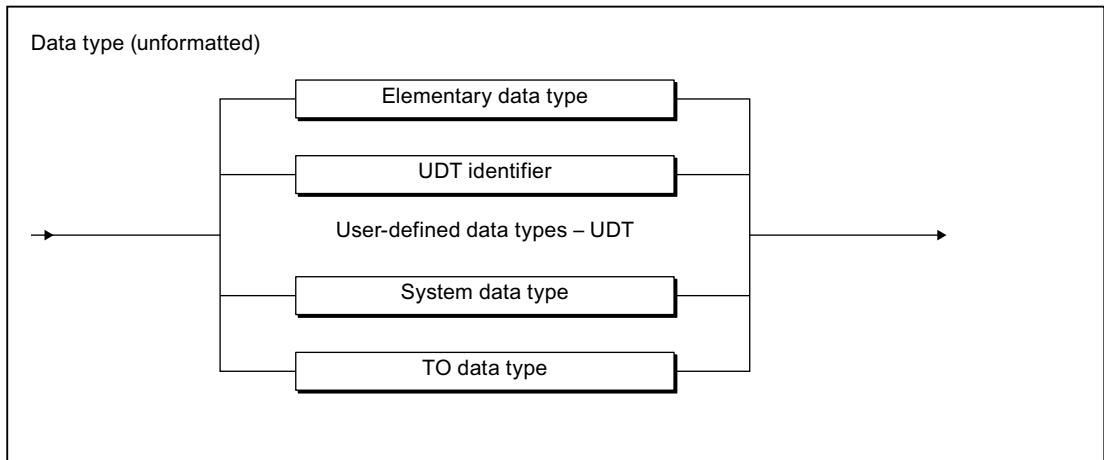 Data type (unformatted)
Elementary data type
UDT identifier
User-defined data types – UDT
System data type
TO data type